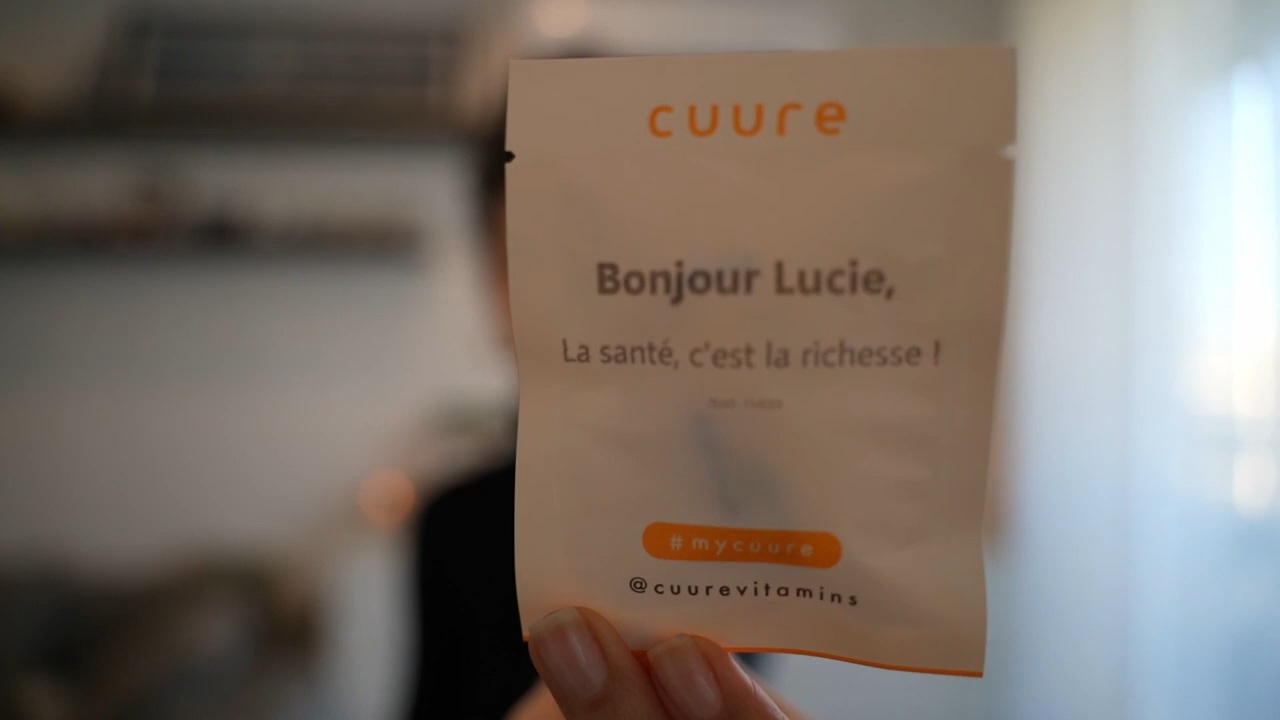 cuure
Bonjour Lucie,
La santé, c'est la richesse !
#mycuure
@cuurevitamins